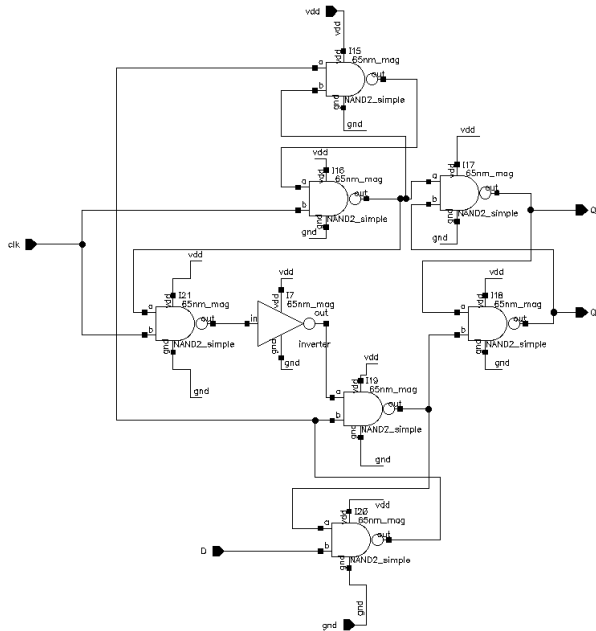 vdd
vdd
I15
vdd
65nm_mag
a
out
b
gnd
NAND2_simple
gnd
vdd
vdd
I16
vdd
65nm_mag
I17
vdd
65nm_mag
a
out
a
out
b
gnd
NAND2_simple
b
gnd
NAND2_simple
Q
gnd
gnd
clk
vdd
vdd
vdd
I21
vdd
65nm_mag
I7
vdd
65nm_mag
I18
vdd
65nm_mag
a
out
in
out
a
out
Q
b
gnd
NAND2_simple
gnd
inverter
b
gnd
NAND2_simple
vdd
gnd
gnd
gnd
I19
vdd
65nm_mag
a
out
b
gnd
NAND2_simple
gnd
vdd
I20
vdd
65nm_mag
a
out
D
b
gnd
NAND2_simple
gnd
gnd